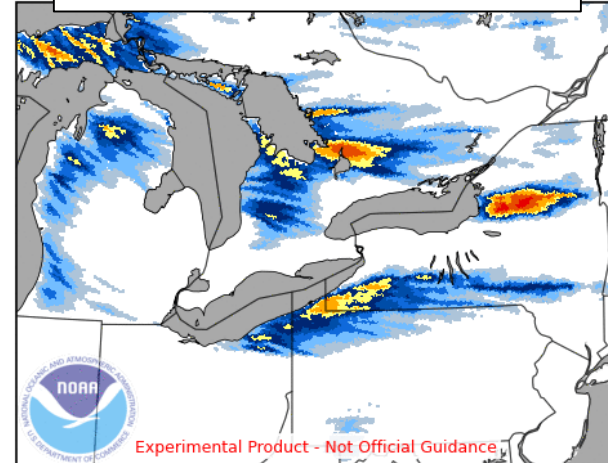 NOAA
NATIONAL OCEANIC AND ATMOSPHERIC ADMINISTRATION
U.S. DEPARTMENT OF COMMERCE
Experimental Product - Not Official Guidance